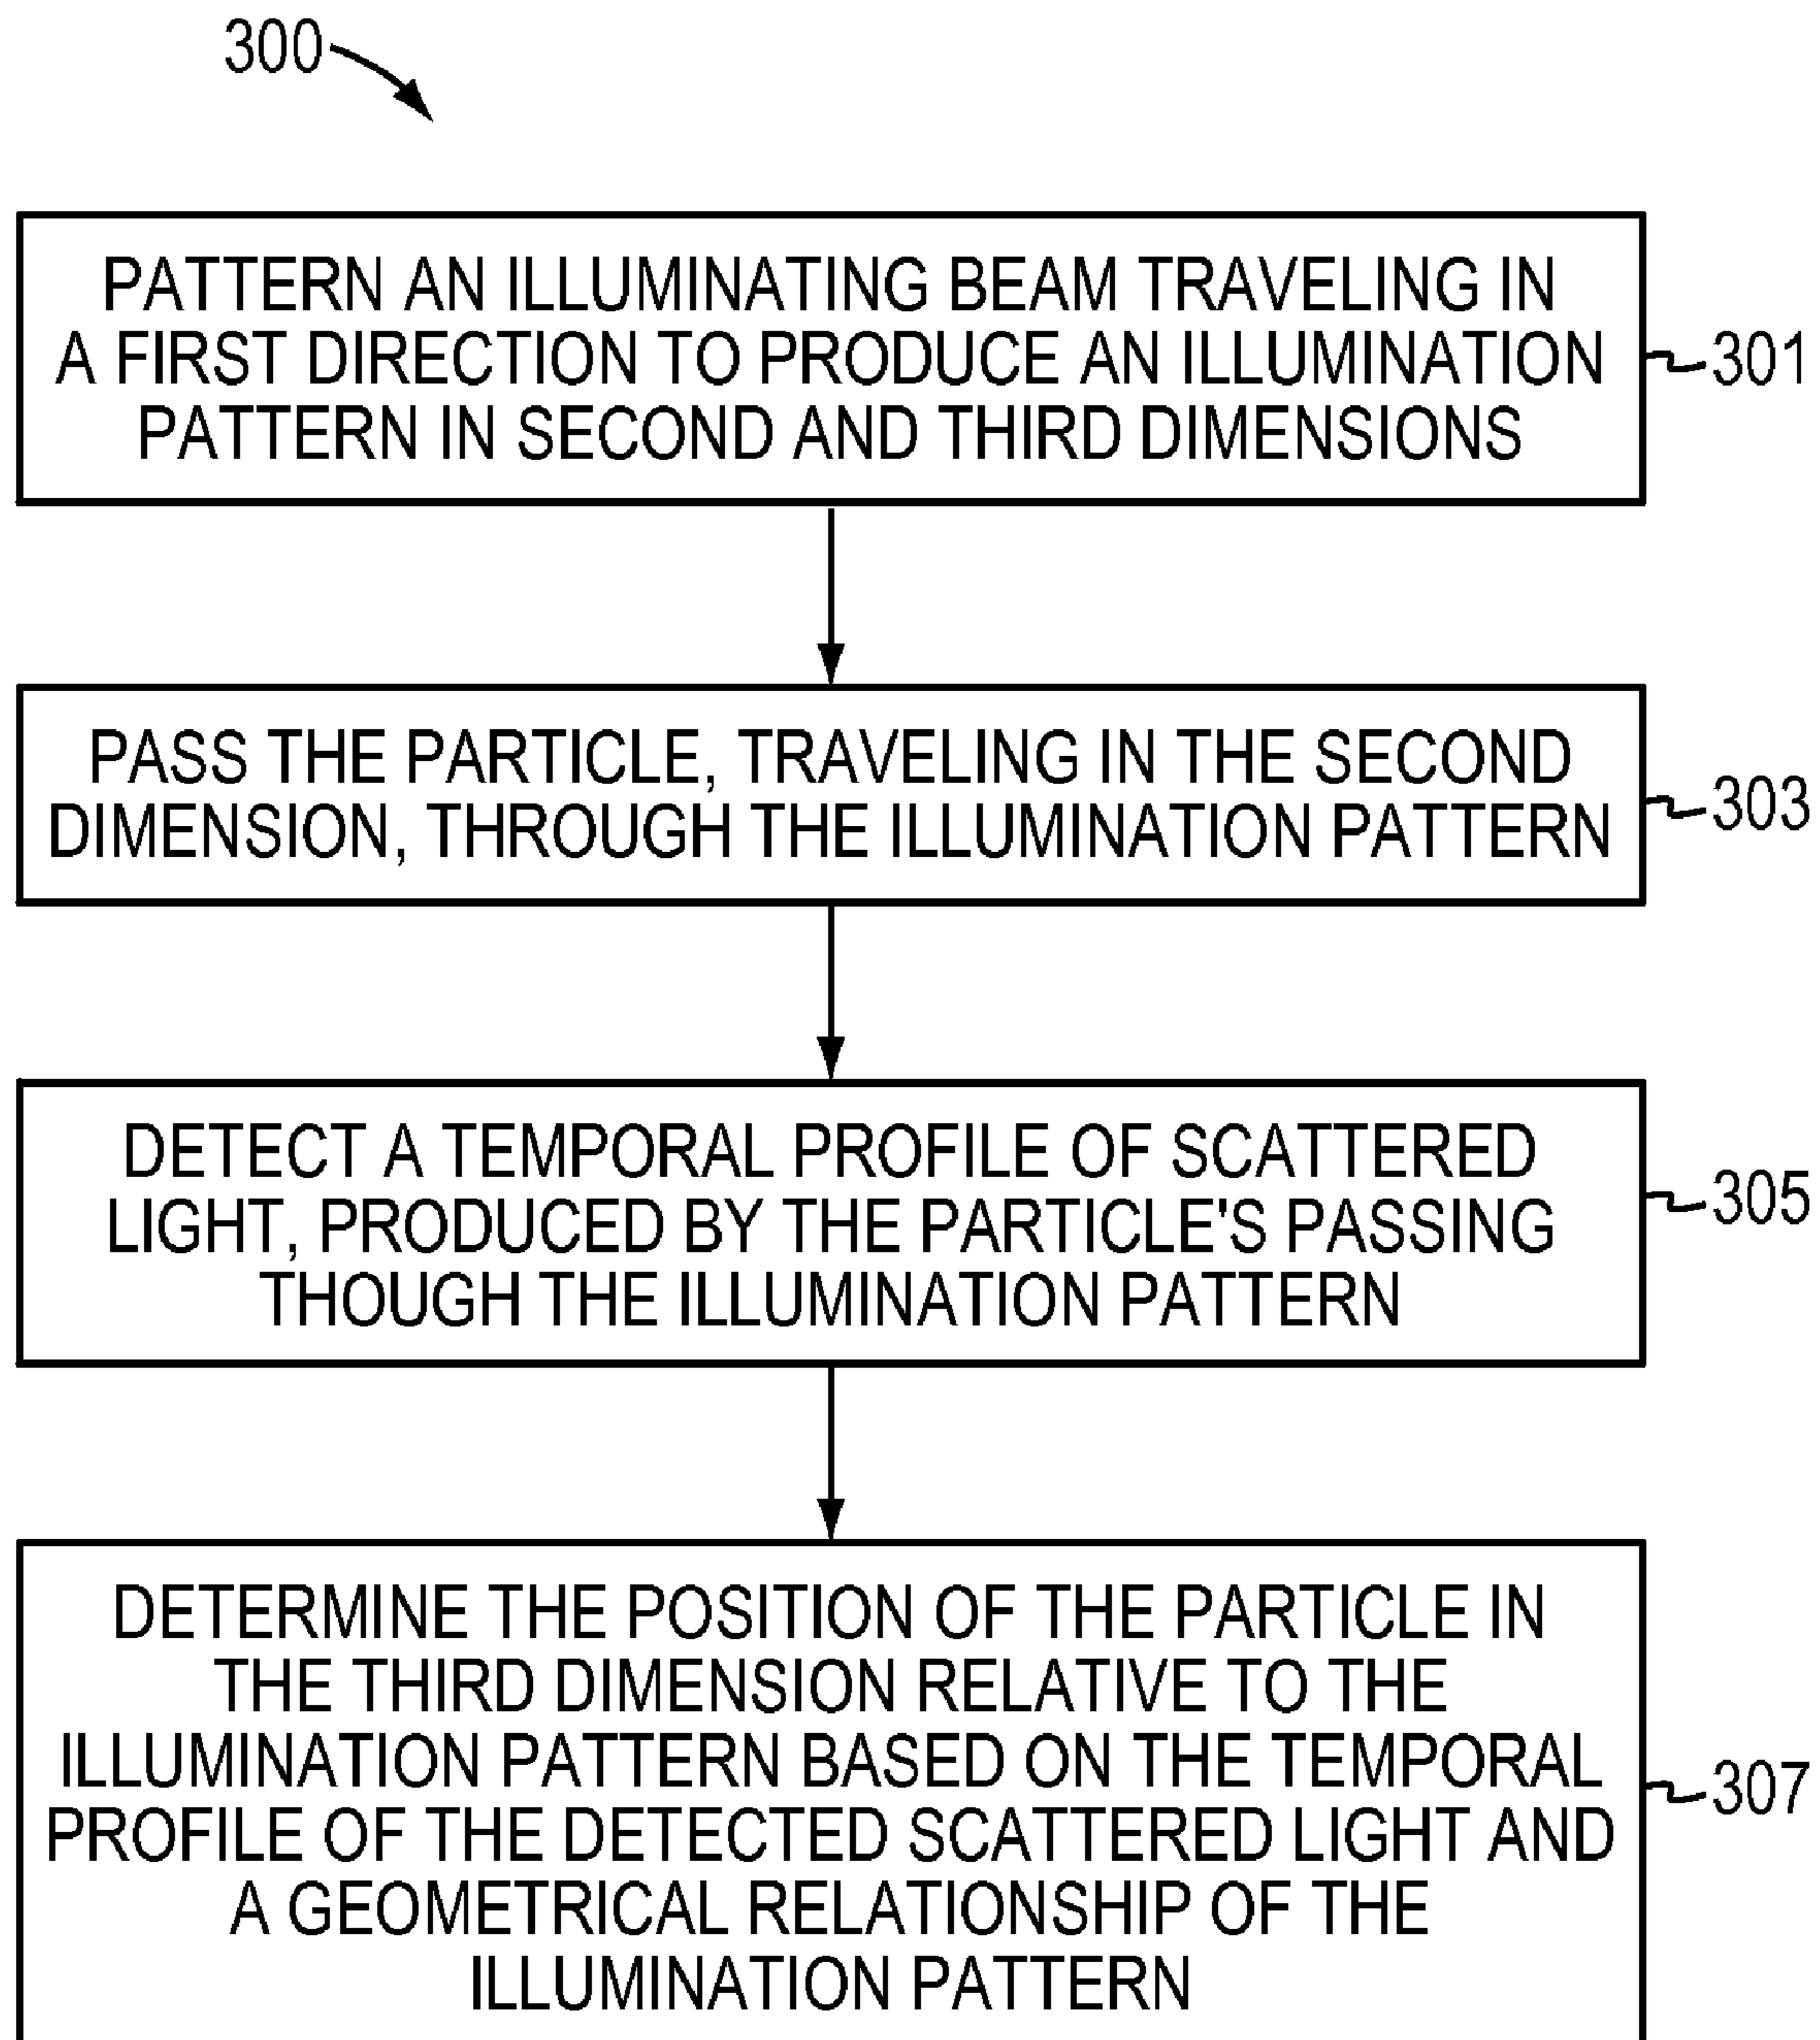 300
PATTERN AN ILLUMINATING BEAM TRAVELING IN
A FIRST DIRECTION TO PRODUCE AN ILLUMINATION
PATTERN IN SECOND AND THIRD DIMENSIONS
301
PASS THE PARTICLE, TRAVELING IN THE SECOND
DIMENSION, THROUGH THE ILLUMINATION PATTERN
303
DETECT A TEMPORAL PROFILE OF SCATTERED
LIGHT, PRODUCED BY THE PARTICLE'S PASSING
THOUGH THE ILLUMINATION PATTERN
305
DETERMINE THE POSITION OF THE PARTICLE IN
THE THIRD DIMENSION RELATIVE TO THE
ILLUMINATION PATTERN BASED ON THE TEMPORAL
PROFILE OF THE DETECTED SCATTERED LIGHT AND
A GEOMETRICAL RELATIONSHIP OF THE
ILLUMINATION PATTERN
307